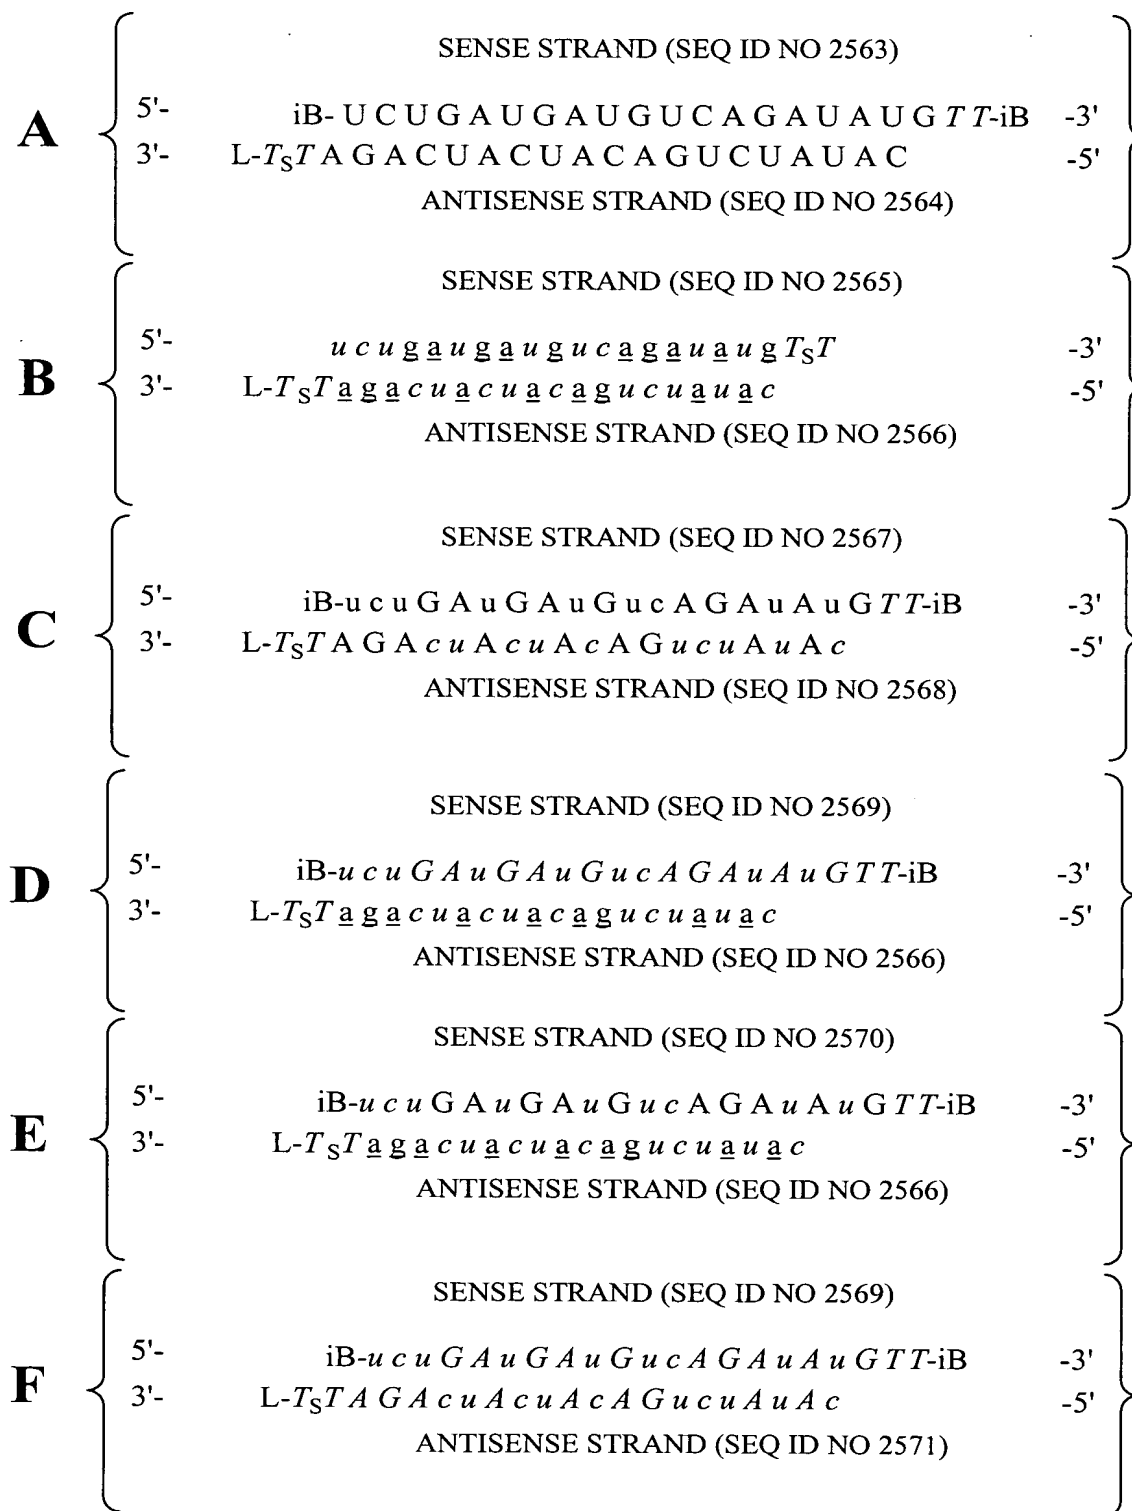 SENSE STRAND (SEQ ID NO 2563)
A
5'- iB- U C U G A U G A U G U C A G A U A U G T T-iB -3'
3'- L-TsT A G A C U A C U A C A G U C U A U A C -5'
ANTISENSE STRAND (SEQ ID NO 2564)
SENSE STRAND (SEQ ID NO 2565)
B
5'- u c u g a u g a u g u c a g a u a u g TsT -3'
3'- L-TsT a g a c u a c u a c a g u c u a u a c -5'
ANTISENSE STRAND (SEQ ID NO 2566)
SENSE STRAND (SEQ ID NO 2567)
C
5'- iB-u c u G A u G A u G u c A G A u A u G T T-iB -3'
3'- L-TsT A G A c u A c u A c A G u c u A u A c -5'
ANTISENSE STRAND (SEQ ID NO 2568)
SENSE STRAND (SEQ ID NO 2569)
D
5'- iB-u c u G A u G A u G u c A G A u A u G T T-iB -3'
3'- L-TsT a g a c u a c u a c a g u c u a u a c -5'
ANTISENSE STRAND (SEQ ID NO 2566)
SENSE STRAND (SEQ ID NO 2570)
E
5'- iB-u c u G A u G A u G u c A G A u A u G T T-iB -3'
3'- L-TsT a g a c u a c u a c a g u c u a u a c -5'
ANTISENSE STRAND (SEQ ID NO 2566)
SENSE STRAND (SEQ ID NO 2569)
F
5'- iB-u c u G A u G A u G u c A G A u A u G T T-iB -3'
3'- L-TsT A G A c u A c u A c A G u c u A u A c -5'
ANTISENSE STRAND (SEQ ID NO 2571)